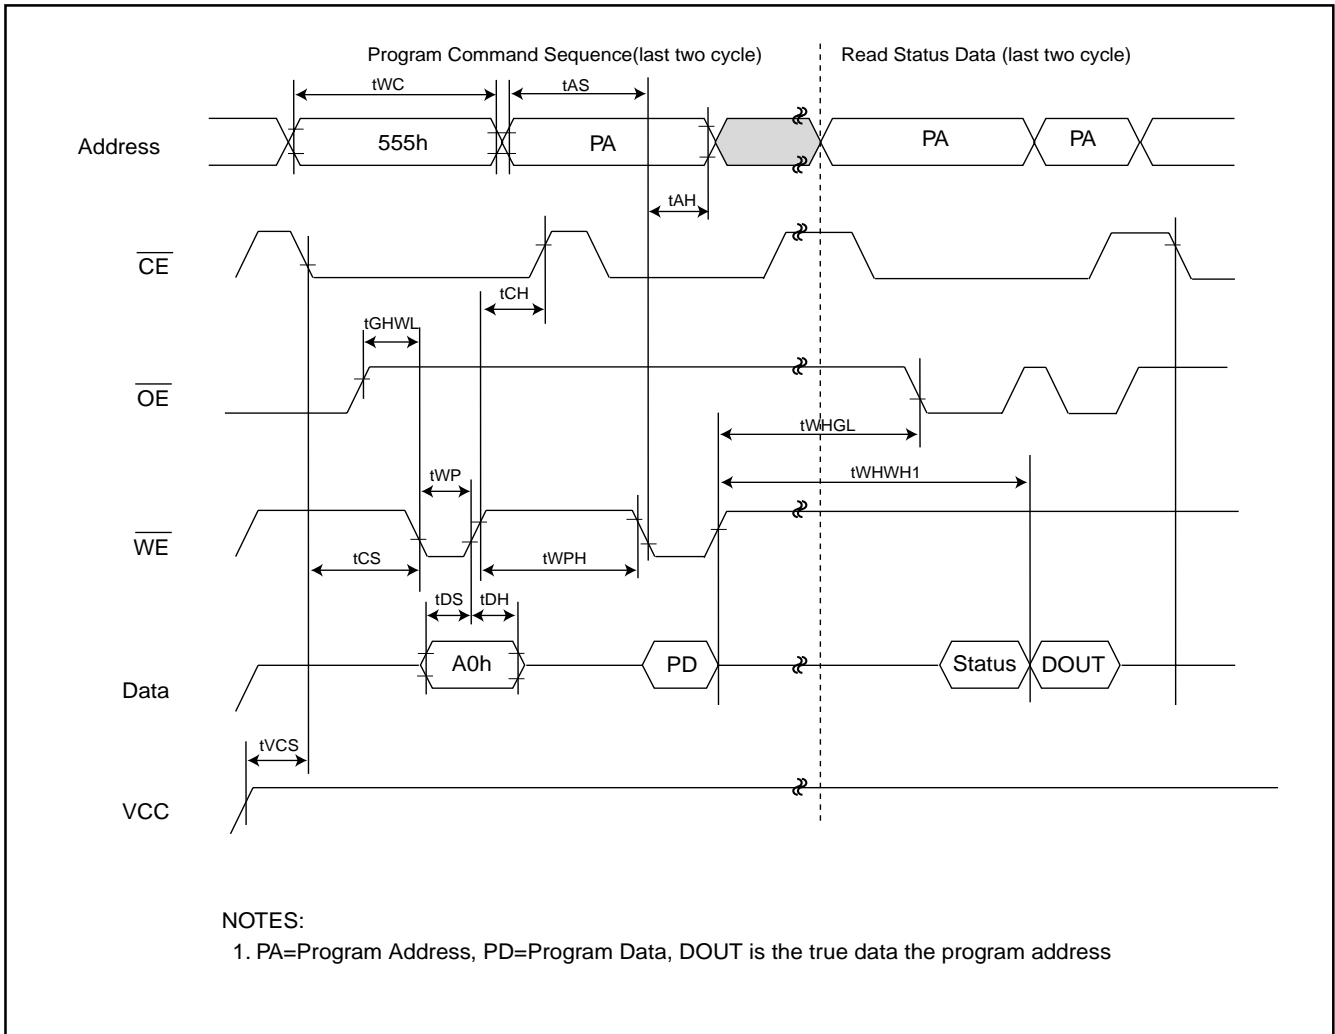 Program Command Sequence(last two cycle)
Read Status Data (last two cycle)
tWC
tAS
Address
555h
PA
PA
PA
tAH
CE
tCH
tGHWL
OE
tWHGL
tWP
tWHWH1
WE
tCS
tWPH
tDS
tDH
A0h
PD
Status
DOUT
Data
tVCS
VCC
NOTES:
1. PA=Program Address, PD=Program Data, DOUT is the true data the program address